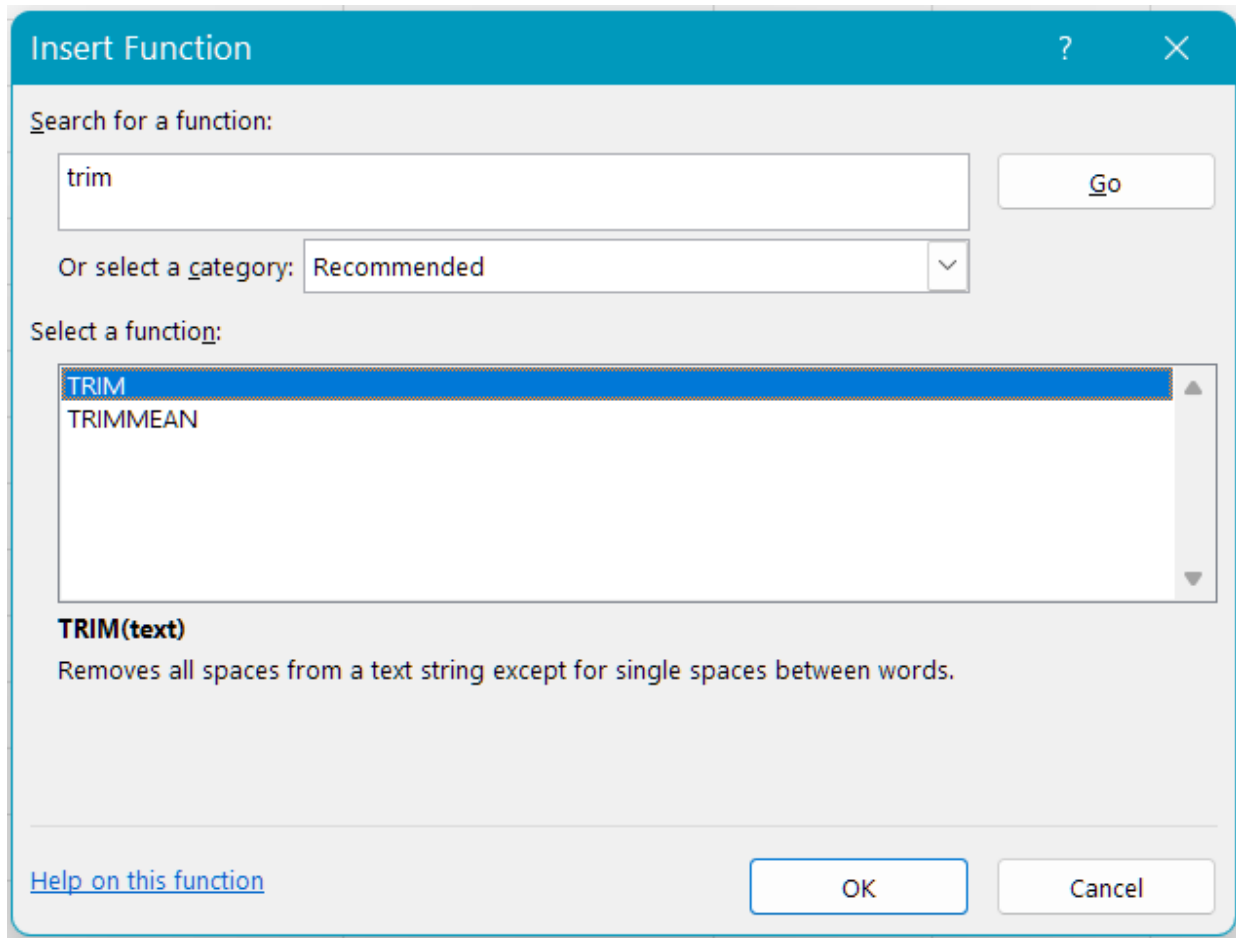 Insert Function ?
Search for a function:
trim
Go
Or select a category: Recommended
Select a function:
TRIM
TRIMMEAN
TRIM(text)
Removes all spaces from a text string except for single spaces between words.
Help on this function
OK
Cancel